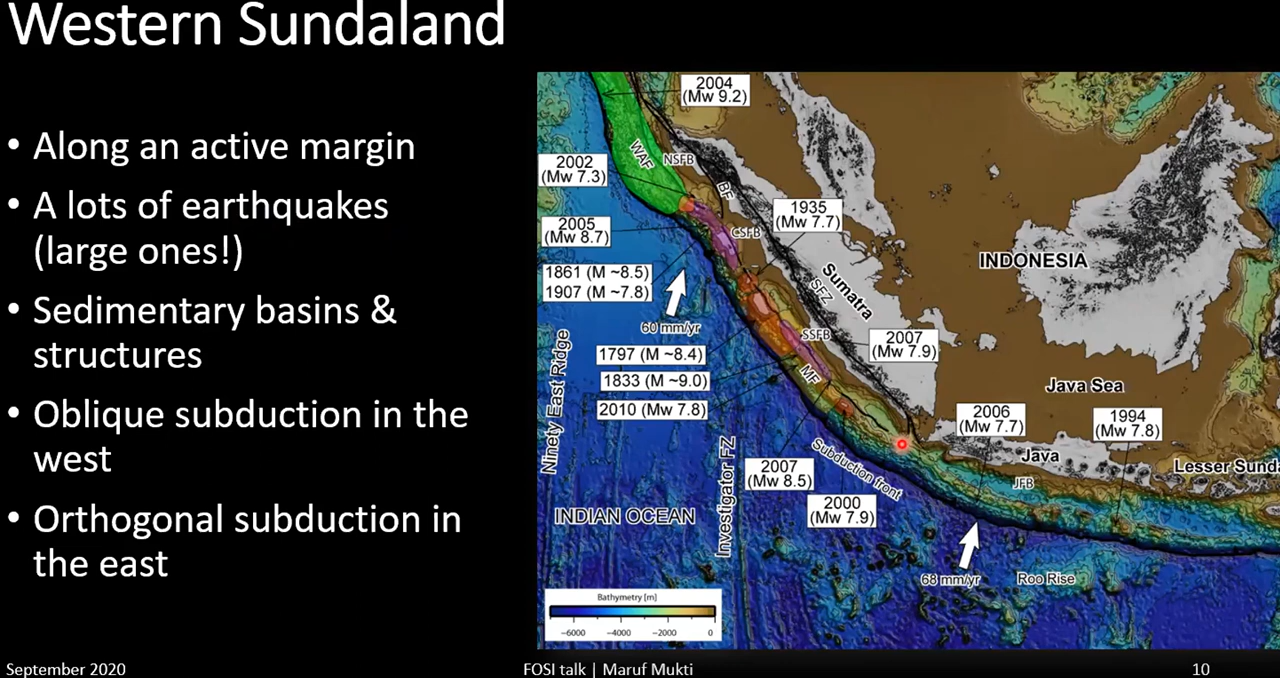 Western Sundaland
• Along an active margin
• A lots of earthquakes
(large ones!)
• Sedimentary basins &
structures
• Oblique subduction in the
west
• Orthogonal subduction in
the east
2004
(Mw 9.2)
WAF
NSFB
BF
2002
(Mw 7.3)
1935
(Mw 7.7)
2005
(Mw 8.7)
CSFB
1861 (M ~8.5)
1907 (M ~7.8)
INDONESIA
Sumatra
SFZ
60 mm/yr
SSFB
2007
(Mw 7.9)
1797 (M ~8.4)
1833 (M ~9.0)
2010 (Mw 7.8)
MF
Ninety East Ridge
Java Sea
2006
(Mw 7.7)
1994
(Mw 7.8)
Java
Lesser Sund
Subduction front
2007
(Mw 8.5)
JFB
2000
(Mw 7.9)
INDIAN OCEAN
Investigator FZ
68 mm/yr
Roo Rise
Bathymetry [m]
−6000 −4000 −2000 0
September 2020
FOSI talk | Maruf Mukti
10